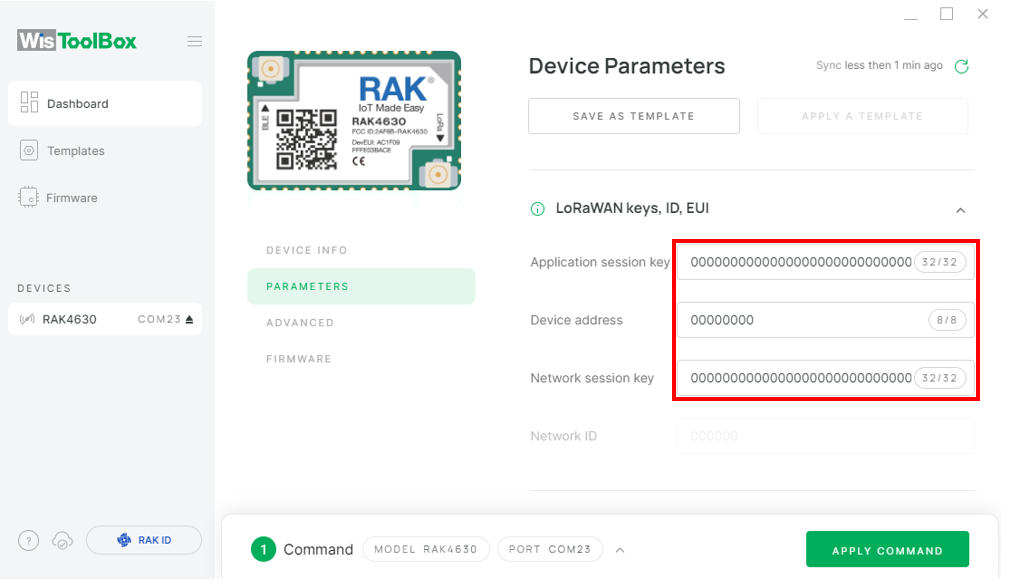 WisToolBox
Dashboard
Templates
Firmware
DEVICES
RAK4630 COM23
?
RAK ID
RAK®
IoT Made Easy
RAK4630
FCC ID:2AF6B-RAK4630
DevEUI: AC1F09
FFFE03BACE
CE
BLE
LoRa
DEVICE INFO
PARAMETERS
ADVANCED
FIRMWARE
Device Parameters
Sync less then 1 min ago
SAVE AS TEMPLATE
APPLY A TEMPLATE
LoRaWAN keys, ID, EUI
Application session key 0000000000000000000000000000 32/32
Device address 00000000 8/8
Network session key 0000000000000000000000000000 32/32
Network ID 000000
1 Command MODEL RAK4630 PORT COM23
APPLY COMMAND